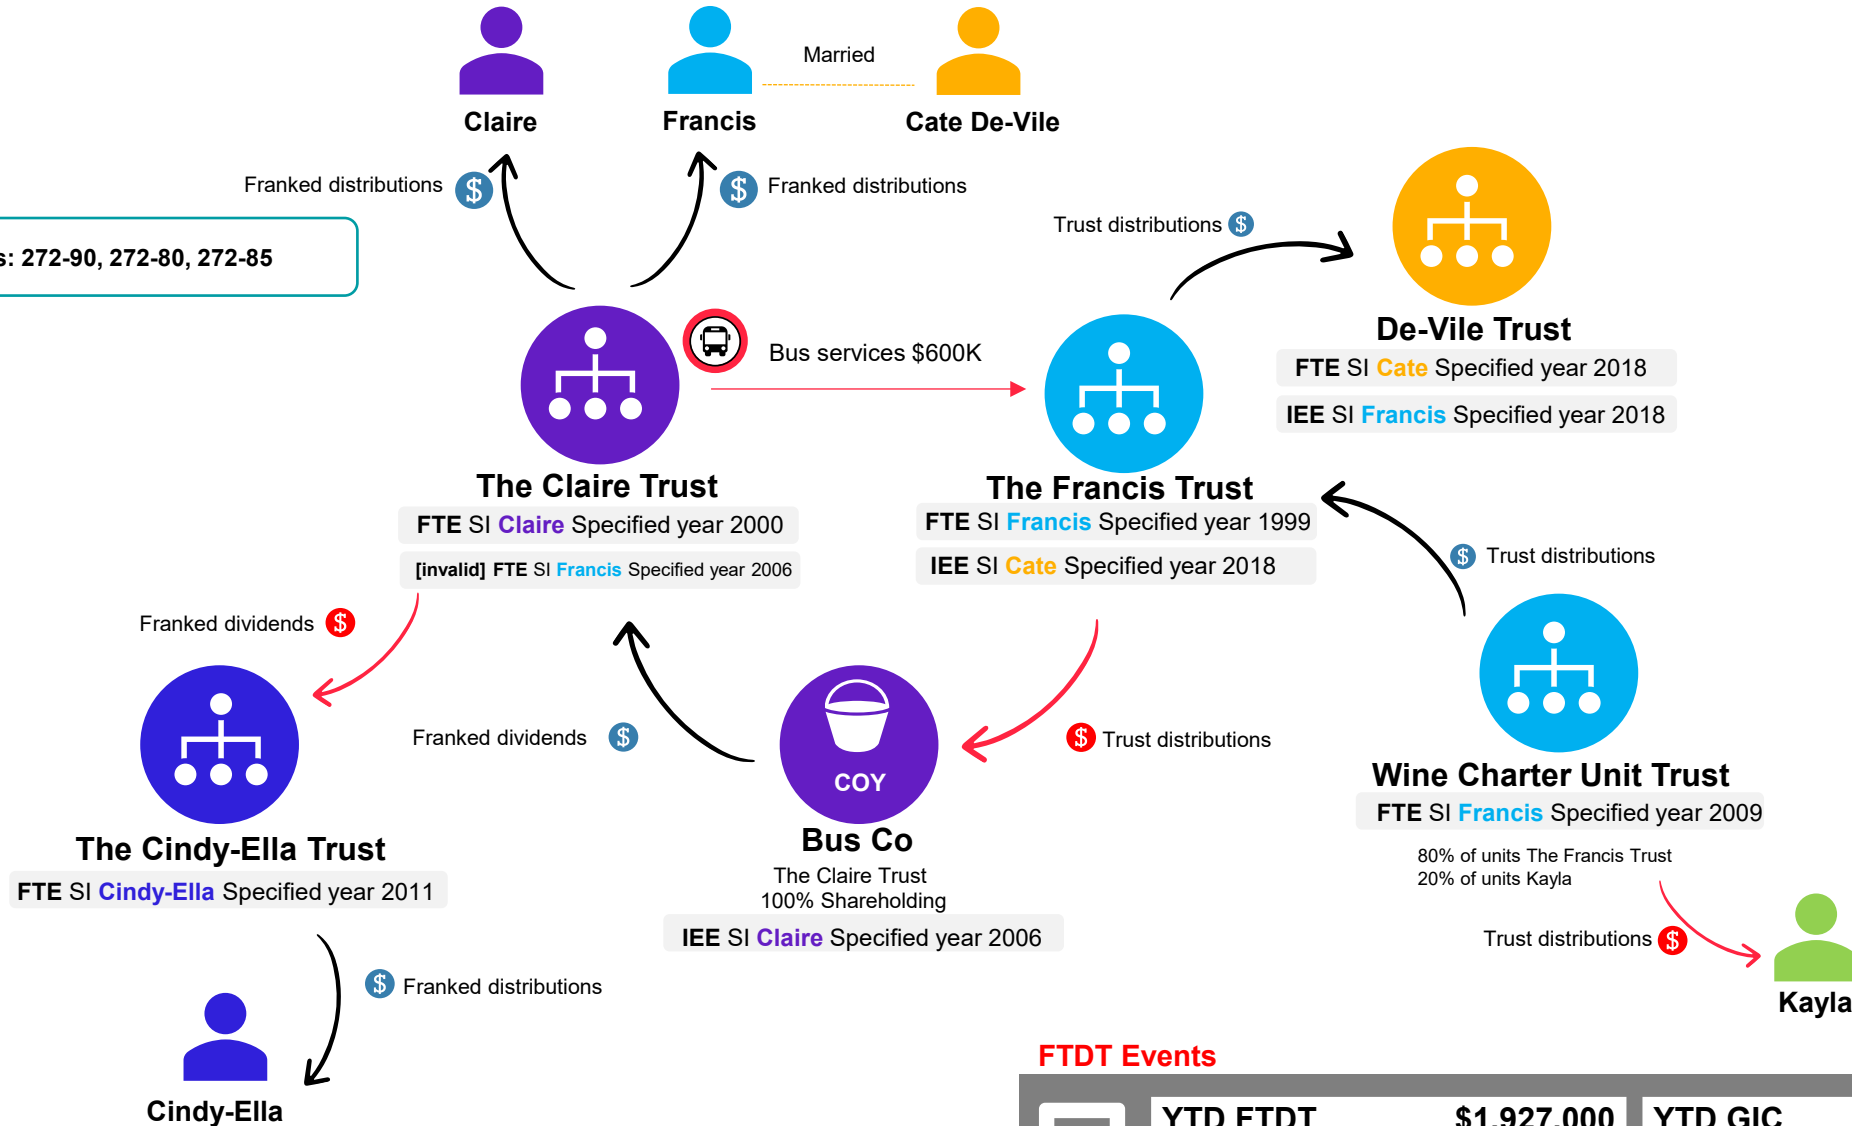 Married
Claire
Francis
Cate De-Vile
Franked distributions $
$ Franked distributions
Trust distributions $
s: 272-90, 272-80, 272-85
Bus services $600K
De-Vile Trust
FTE SI Cate Specified year 2018
IEE SI Francis Specified year 2018
The Claire Trust
FTE SI Claire Specified year 2000
[invalid] FTE SI Francis Specified year 2006
The Francis Trust
FTE SI Francis Specified year 1999
IEE SI Cate Specified year 2018
$ Trust distributions
Franked dividends $
Franked dividends $
COY
$ Trust distributions
Bus Co
The Claire Trust
100% Shareholding
IEE SI Claire Specified year 2006
Wine Charter Unit Trust
FTE SI Francis Specified year 2009
80% of units The Francis Trust
20% of units Kayla
Trust distributions $
Kayla
The Cindy-Ella Trust
FTE SI Cindy-Ella Specified year 2011
$ Franked distributions
Cindy-Ella
FTDT Events
YTD FTDT $1,927,000 YTD GIC